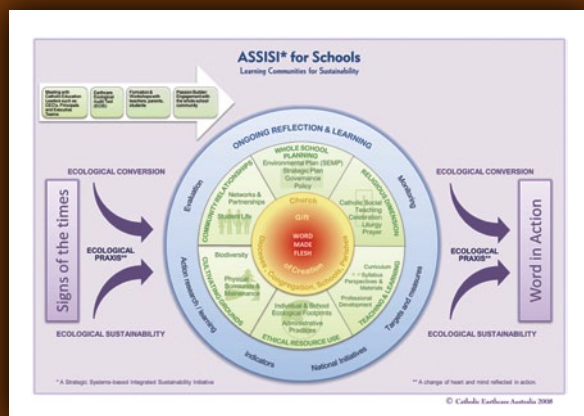 ASSISI* for Schools
Learning Communities for Sustainability
Meeting with
Catholic Education
Leaders such as
CEO's, Principals
and Executive
Teams
Earthcare
Ecological
Audit Tool
Formation &
Workshops with
teachers, parents,
students
Engagement with
the whole school
community
ONGOING REFLECTION & LEARNING
Evaluation
Monitoring
Action research / learning
Targets and measures
Indicators
National Initiatives
WHOLE SCHOOL
PLANNING
Environmental Plan (SEMP)
Strategic Plan
Governance
Policy
COMMUNITY RELATIONSHIPS
Networks &
Partnerships
Student Life
RELIGIOUS DIMENSION
Catholic Social
Teaching
Celebration
Liturgy
Prayer
CULTIVATING GROUNDS
Biodiversity
Physical
Surrounds &
Maintenance
TEACHING & LEARNING
Curriculum
Syllabus
Perspectives &
Materials
Professional
Development
ETHICAL RESOURCE USE
Individual & School
Ecological Footprints
Administrative
Practices
Church
Gift
WORD
MADE
FLESH
of Creation
Congregation, Schools, Parishes
Signs of the times
ECOLOGICAL CONVERSION
ECOLOGICAL
PRAXIS**
ECOLOGICAL SUSTAINABILITY
ECOLOGICAL CONVERSION
ECOLOGICAL
PRAXIS**
ECOLOGICAL SUSTAINABILITY
Word in Action
* A Strategic Systems-based Integrated Sustainability Initiative
** A change of heart and mind reflected in action.
© Catholic Earthcare Australia 2008